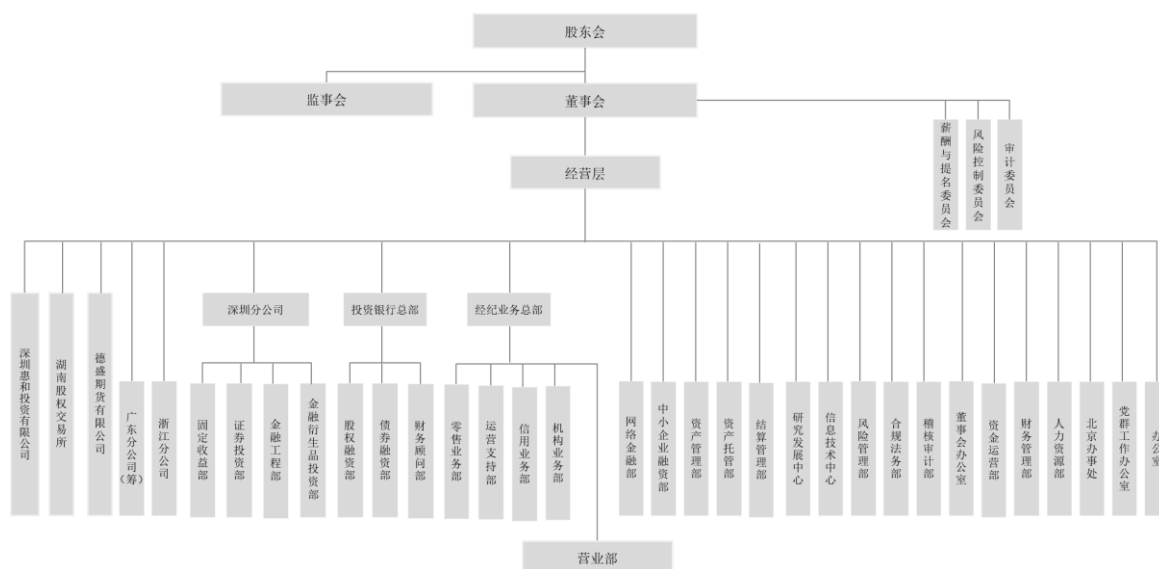 股东会
监事会
董事会
薪酬与提名委员会
风险控制委员会
审计委员会
经营层
深圳分公司
投资银行总部
经纪业务总部
深圳惠和投资有限公司
湖南股权交易所
德盛期货有限公司
广东分公司（筹）
浙江分公司
固定收益部
证券投资部
金融工程部
金融衍生品投资部
股权融资部
债券融资部
财务顾问部
零售业务部
运营支持部
信用业务部
机构业务部
网络金融部
中小企业融资部
资产管理部
资产托管部
结算管理部
研究发展中心
信息技术中心
风险管理部
合规法务部
稽核审计部
董事会办公室
资金运营部
财务管理部
人力资源部
北京办事处
党群工作办公室
办公室
营业部